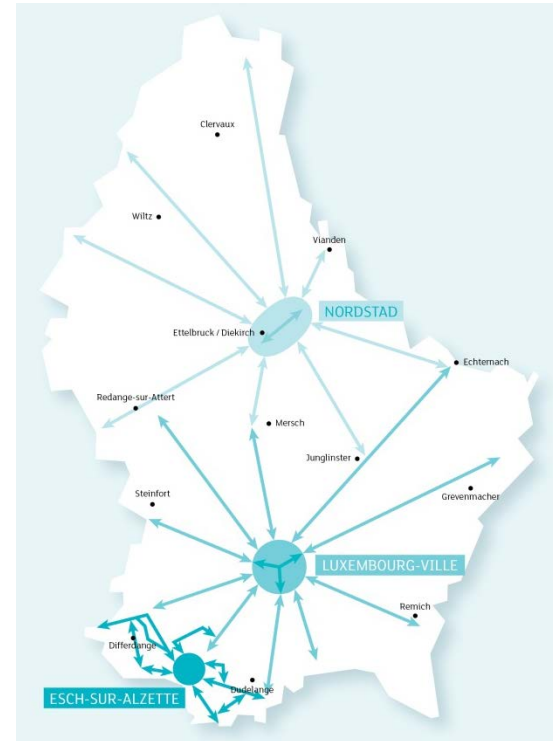 Clervaux
Wiltz
Vianden
NORDSTAD
Ettelbruck / Diekirch
Echternach
Redange-sur-Attert
Mersch
Junglinster
Steinfort
Grevenmacher
LUXEMBOURG-VILLE
Remich
Differdange
Dudelange
ESCH-SUR-ALZETTE